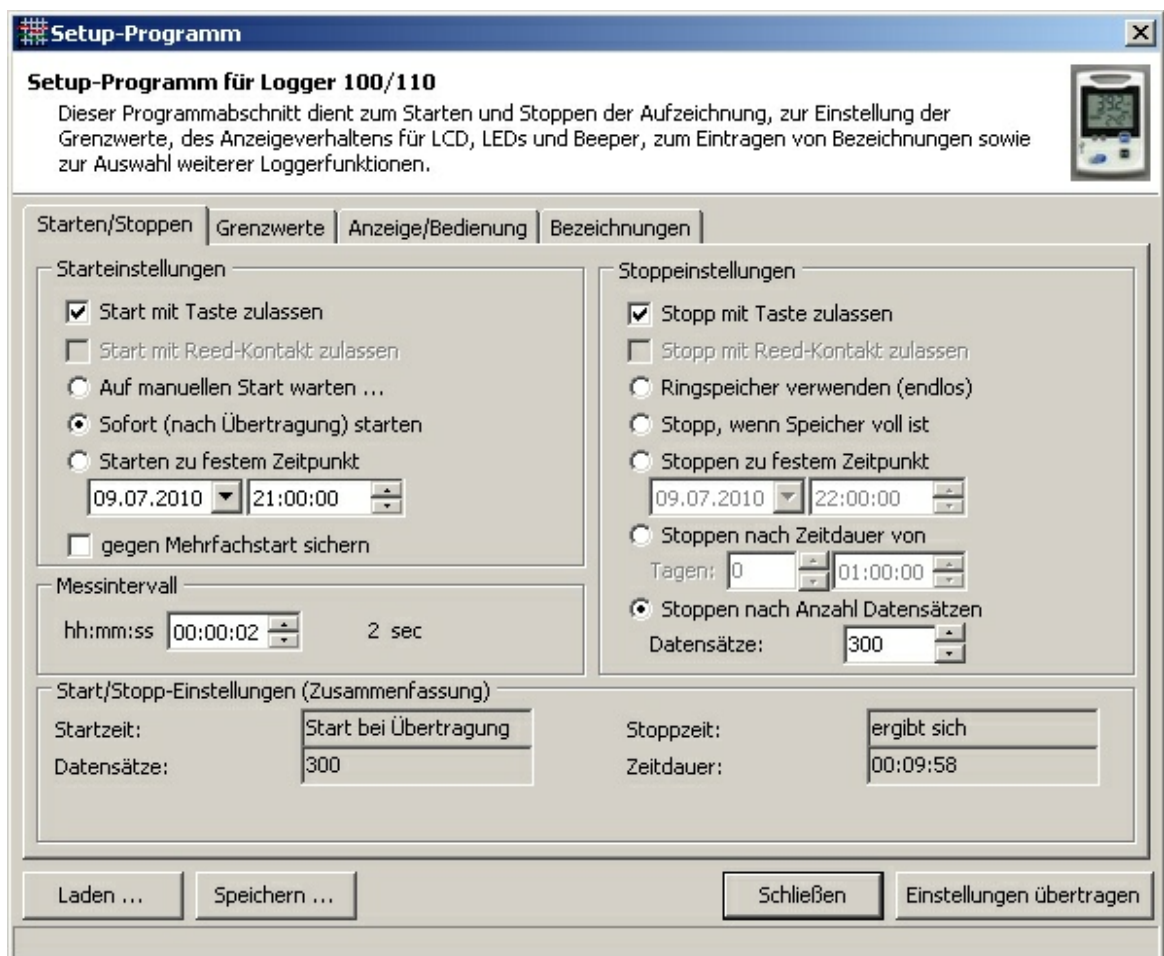 Setup-Programm
Setup-Programm für Logger 100/110
Dieser Programmabschnitt dient zum Starten und Stoppen der Aufzeichnung, zur Einstellung der
Grenzwerte, des Anzeigeverhaltens für LCD, LEDs und Beeper, zum Eintragen von Bezeichnungen sowie
zur Auswahl weiterer Loggerfunktionen.
Starten/Stoppen Grenzwerte Anzeige/Bedienung Bezeichnungen
Starteinstellungen
Start mit Taste zulassen
Start mit Reed-Kontakt zulassen
Auf manuellen Start warten ...
Sofort (nach Übertragung) starten
Starten zu festem Zeitpunkt
09.07.2010 21:00:00
gegen Mehrfachstart sichern
Messintervall
hh:mm:ss 00:00:02 2 sec
Stoppeinstellungen
Stopp mit Taste zulassen
Stopp mit Reed-Kontakt zulassen
Ringspeicher verwenden (endlos)
Stopp, wenn Speicher voll ist
Stoppen zu festem Zeitpunkt
09.07.2010 22:00:00
Stoppen nach Zeitdauer von
Tagen: 0 01:00:00
Stoppen nach Anzahl Datensätzen
Datensätze: 300
Start/Stopp-Einstellungen (Zusammenfassung)
Startzeit: Start bei Übertragung Stoppzeit: ergibt sich
Datensätze: 300 Zeitdauer: 00:09:58
Laden ... Speichern ... Schließen Einstellungen übertragen